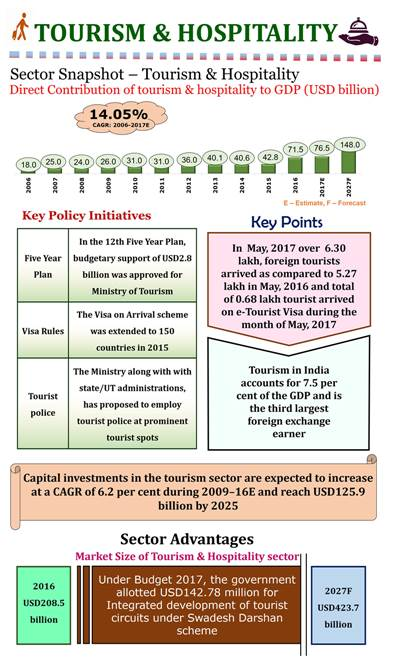 TOURISM & HOSPITALITY
Sector Snapshot – Tourism & Hospitality
Direct Contribution of tourism & hospitality to GDP (USD billion)
14.05%
CAGR: 2006-2017E
18.0 25.0 24.0 26.0 31.0 31.0 36.0 40.1 40.6 42.8 71.5 76.5 148.0
2006 2007 2008 2009 2010 2011 2012 2013 2014 2015 2016 2017E 2027F
E – Estimate, F – Forecast
Key Policy Initiatives
Five Year
Plan
In the 12th Five Year Plan,
budgetary support of USD2.8
billion was approved for
Ministry of Tourism
Visa Rules
The Visa on Arrival scheme
was extended to 150
countries in 2015
Tourist
police
The Ministry along with with
state/UT administrations,
has proposed to employ
tourist police at prominent
tourist spots
Key Points
In May, 2017 over 6.30
lakh, foreign tourists
arrived as compared to 5.27
lakh in May, 2016 and total
of 0.68 lakh tourist arrived
on e-Tourist Visa during the
month of May, 2017
Tourism in India
accounts for 7.5 per
cent of the GDP and is
the third largest
foreign exchange
earner
Capital investments in the tourism sector are expected to increase
at a CAGR of 6.2 per cent during 2009–16E and reach USD125.9
billion by 2025
Sector Advantages
Market Size of Tourism & Hospitality sector
2016
USD208.5
billion
Under Budget 2017, the government
allotted USD142.78 million for
Integrated development of tourist
circuits under Swadesh Darshan
scheme
2027F
USD423.7
billion